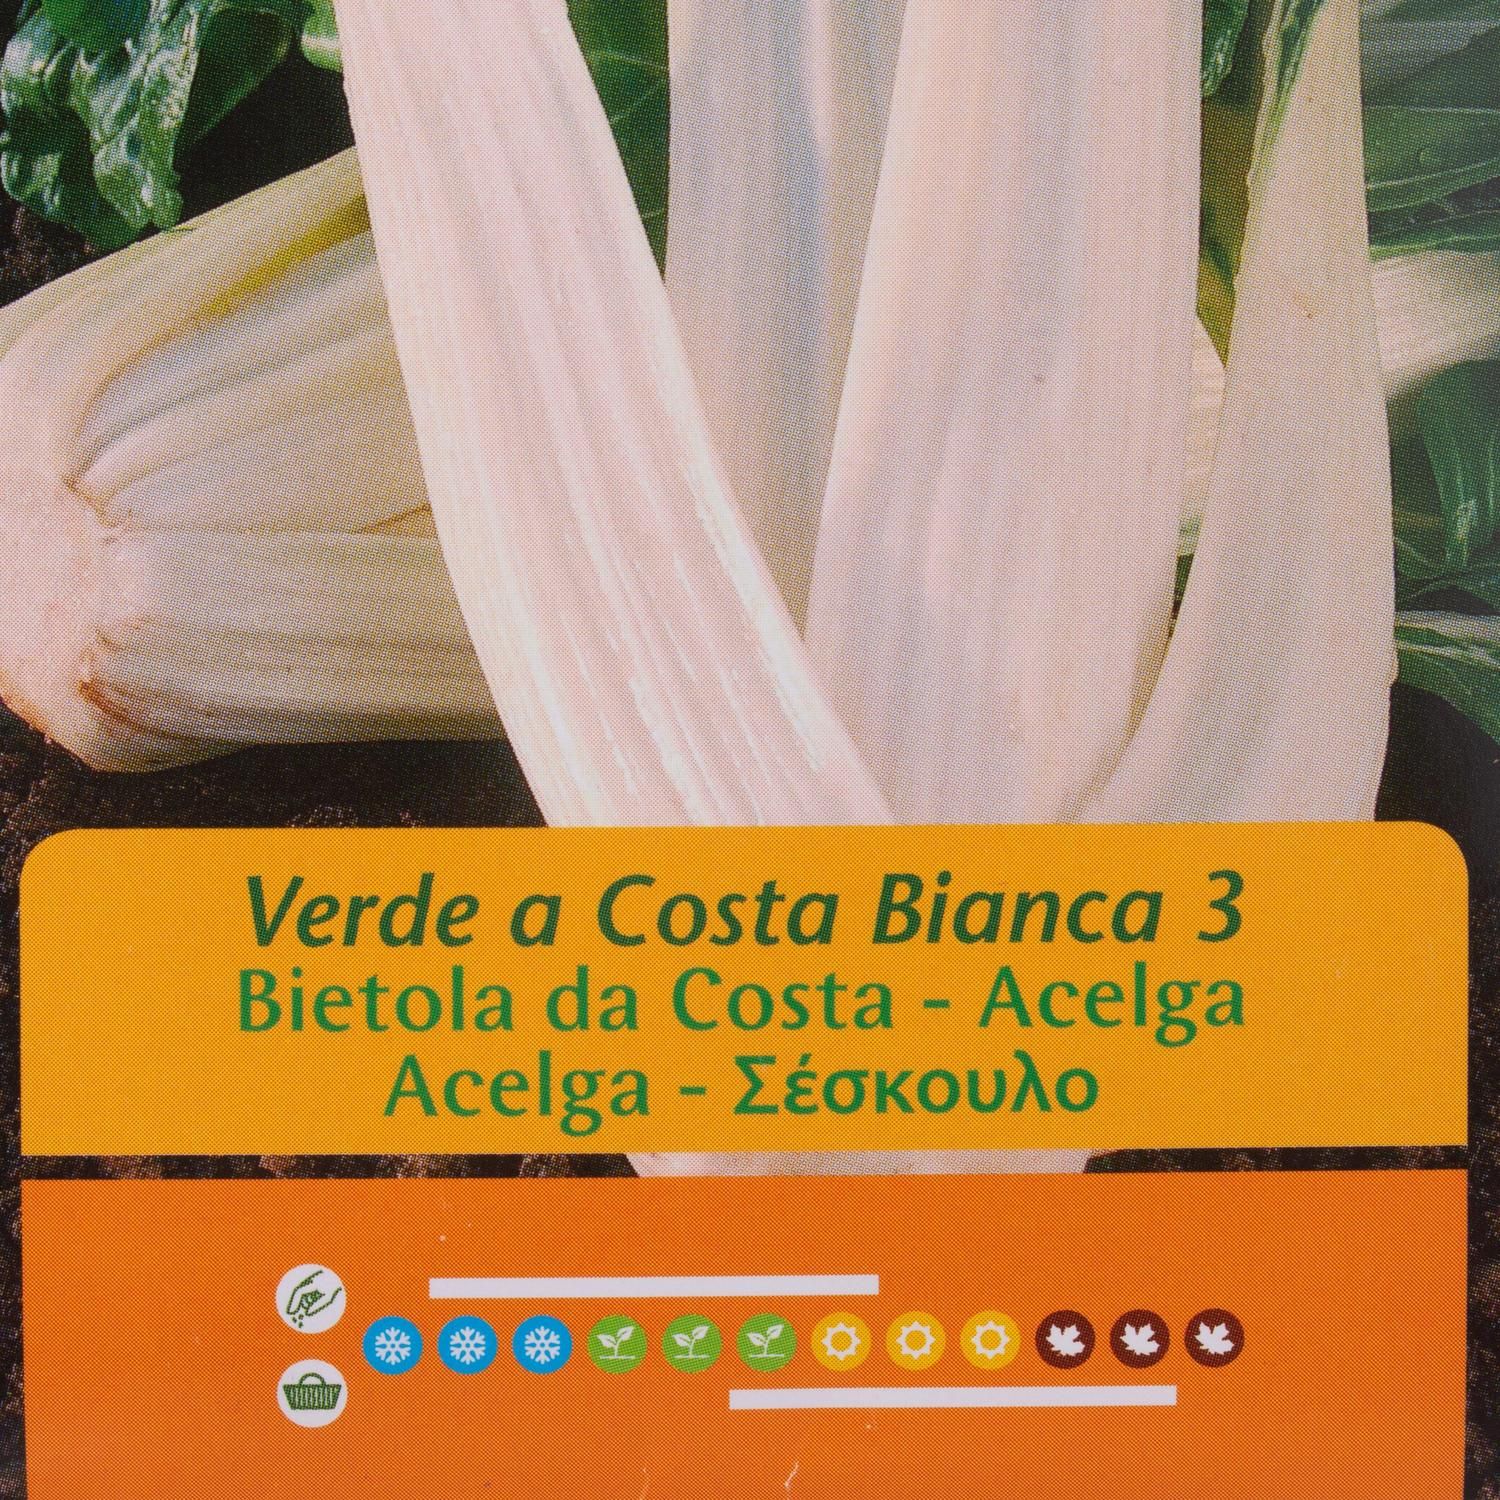 Verde a Costa Bianca 3
Bietola da Costa - Acelga
Acelga - Σέσκουλο